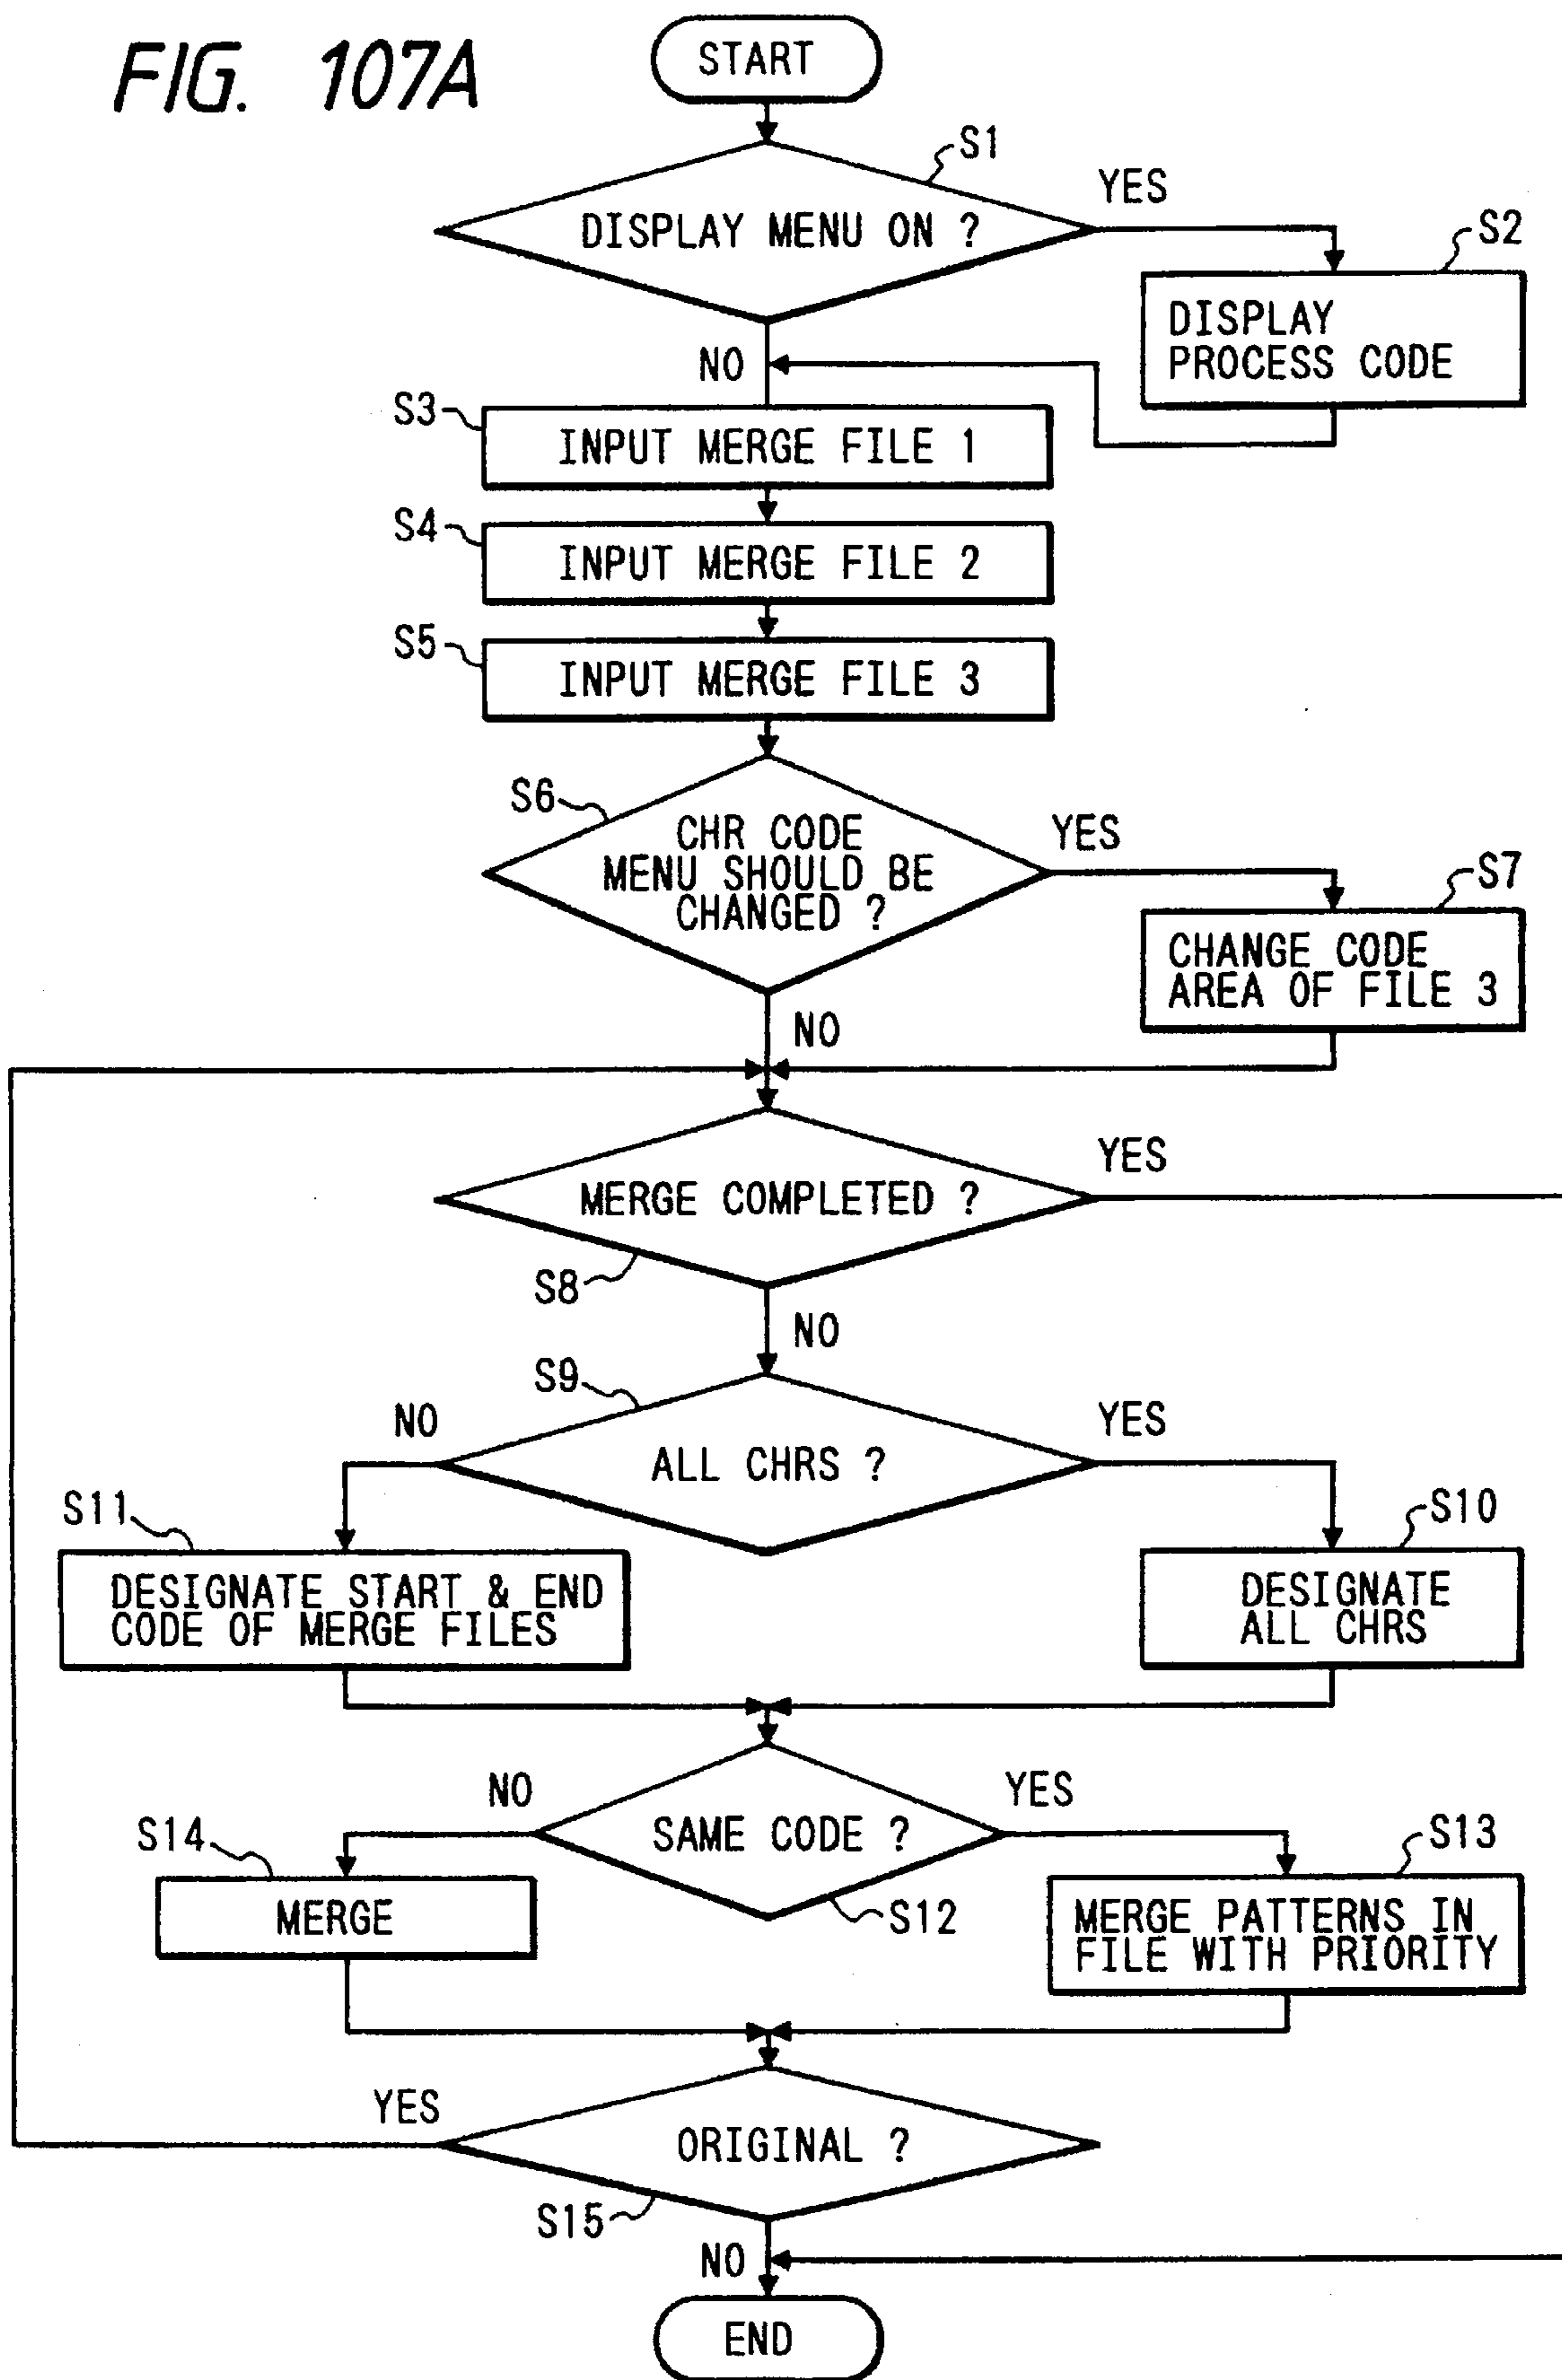 FIG. 107A
START
S1
DISPLAY MENU ON ?
YES
S2
DISPLAY
PROCESS CODE
NO
S3
INPUT MERGE FILE 1
S4
INPUT MERGE FILE 2
S5
INPUT MERGE FILE 3
S6
CHR CODE
MENU SHOULD BE
CHANGED ?
YES
S7
CHANGE CODE
AREA OF FILE 3
NO
MERGE COMPLETED ?
YES
S8
NO
S9
NO
ALL CHRS ?
YES
S11
DESIGNATE START & END
CODE OF MERGE FILES
S10
DESIGNATE
ALL CHRS
NO
SAME CODE ?
YES
S14
MERGE
S12
S13
MERGE PATTERNS IN
FILE WITH PRIORITY
YES
ORIGINAL ?
S15
NO
END